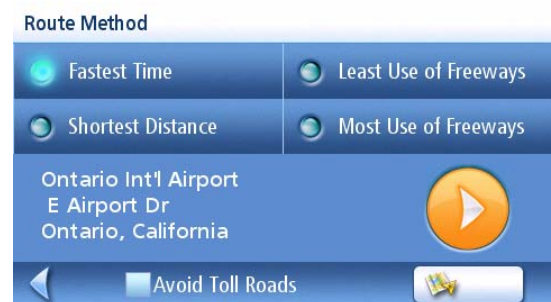 Route Method
Fastest Time
Least Use of Freeways
Shortest Distance
Most Use of Freeways
Ontario Int'l Airport
E Airport Dr
Ontario, California
Avoid Toll Roads